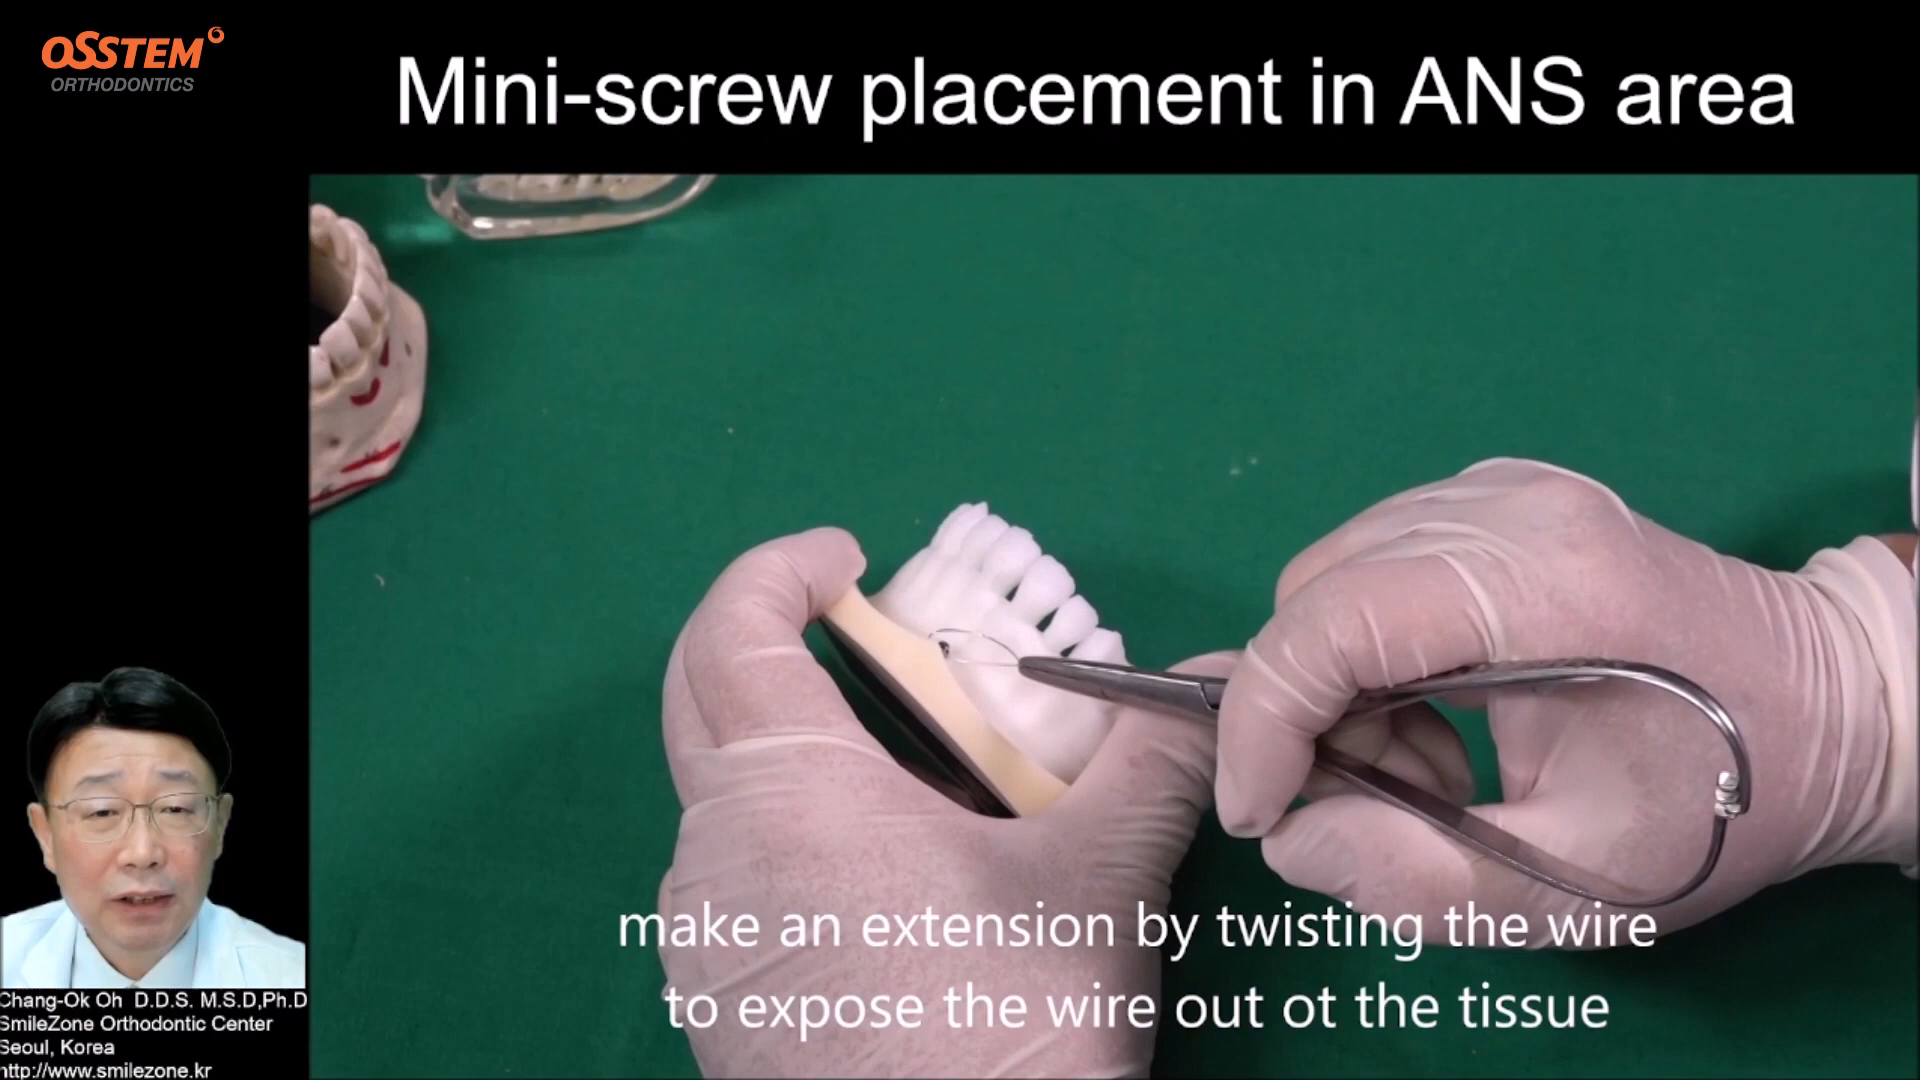 OSSTEM
ORTHODONTICS
Mini-screw placement in ANS area
make an extension by twisting the wire
to expose the wire out ot the tissue
Chang-Ok Oh D.D.S. M.S.D,Ph.D
SmileZone Orthodontic Center
Seoul, Korea
http://www.smilezone.kr